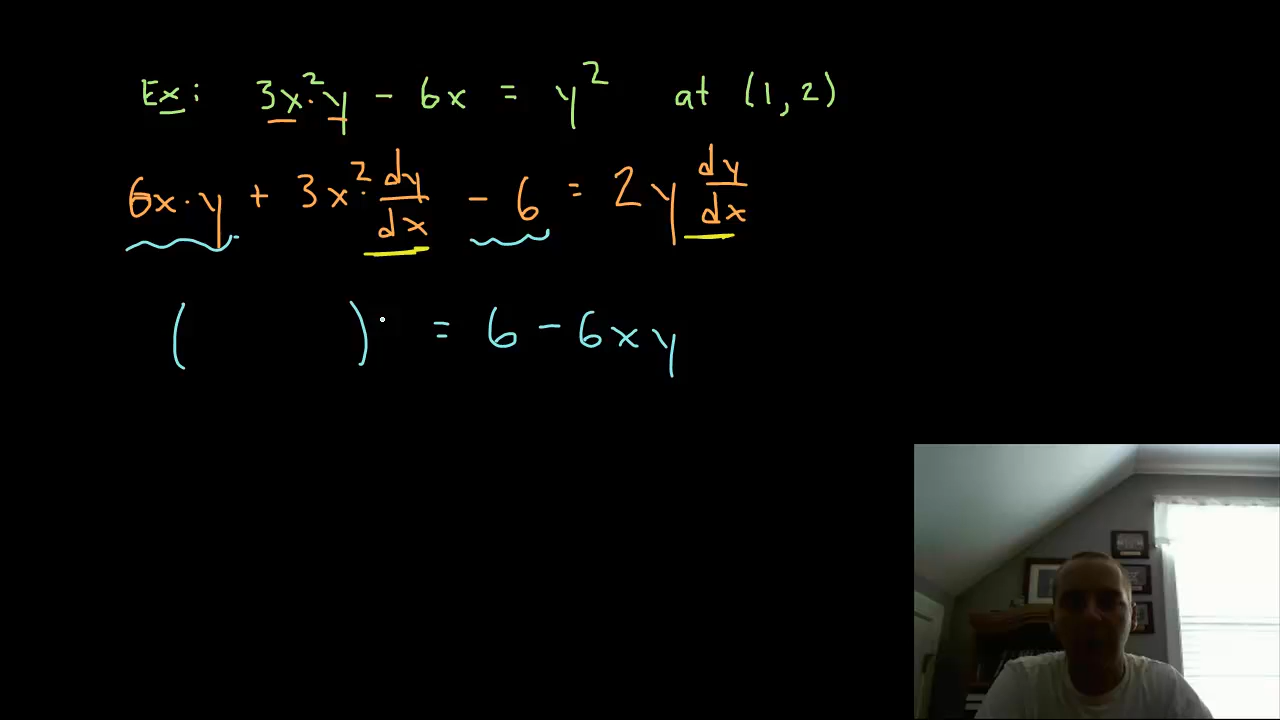 Ex: 3x²·y - 6x = y² at (1, 2)
6x·y + 3x²·dy/dx - 6 = 2y dy/dx
( )· = 6 - 6xy